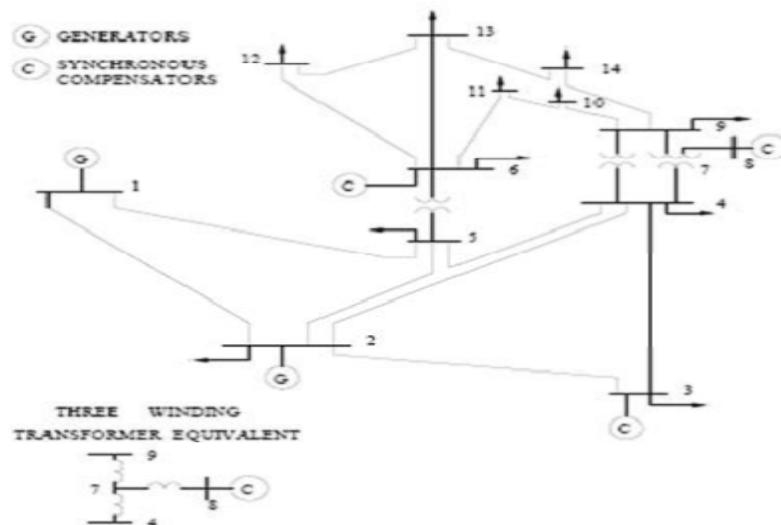 G GENERATORS
C SYNCHRONOUS
COMPENSATORS
13
12
14
11
10
9
C
7
8
G
1
6
C
4
5
2
G
3
C
THREE WINDING
TRANSFORMER EQUIVALENT
9
7
C
8
4